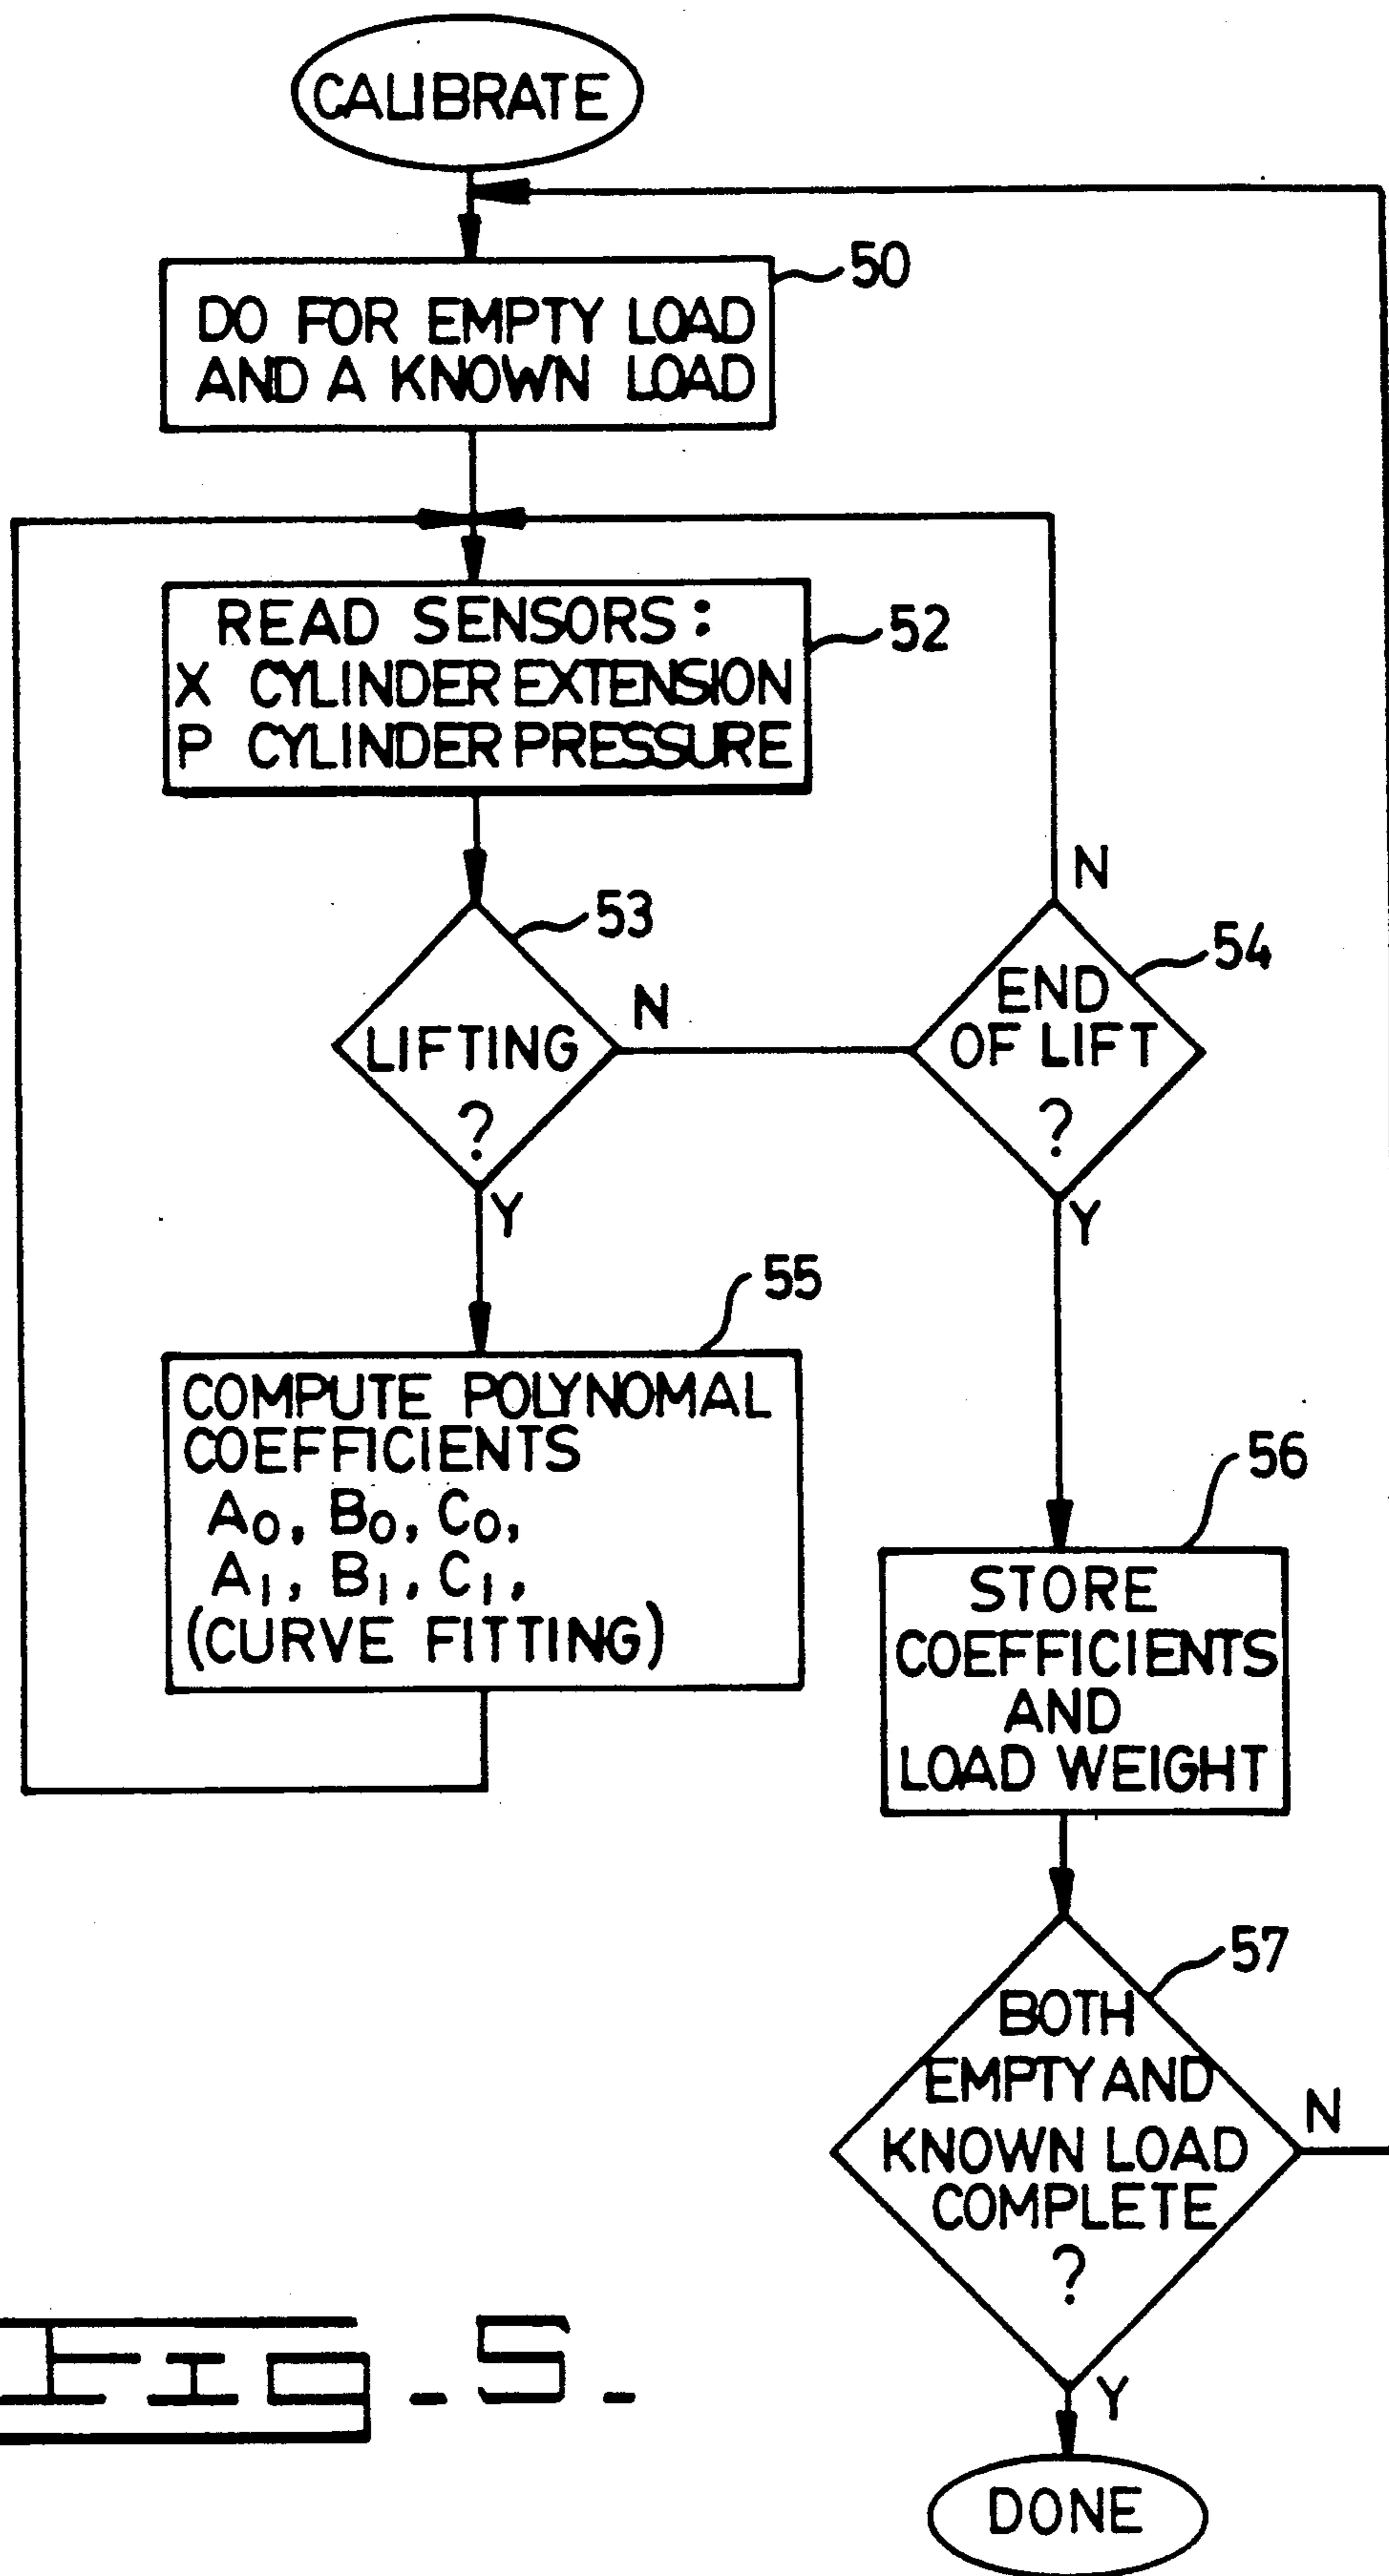 CALIBRATE
50
DO FOR EMPTY LOAD
AND A KNOWN LOAD
READ SENSORS:
X CYLINDER EXTENSION
P CYLINDER PRESSURE
52
LIFTING
?
53
N
Y
END
OF LIFT
?
54
N
Y
55
COMPUTE POLYNOMAL
COEFFICIENTS
A₀, B₀, C₀,
A₁, B₁, C₁,
(CURVE FITTING)
56
STORE
COEFFICIENTS
AND
LOAD WEIGHT
57
BOTH
EMPTY AND
KNOWN LOAD
COMPLETE
?
N
Y
DONE
Fig_5_